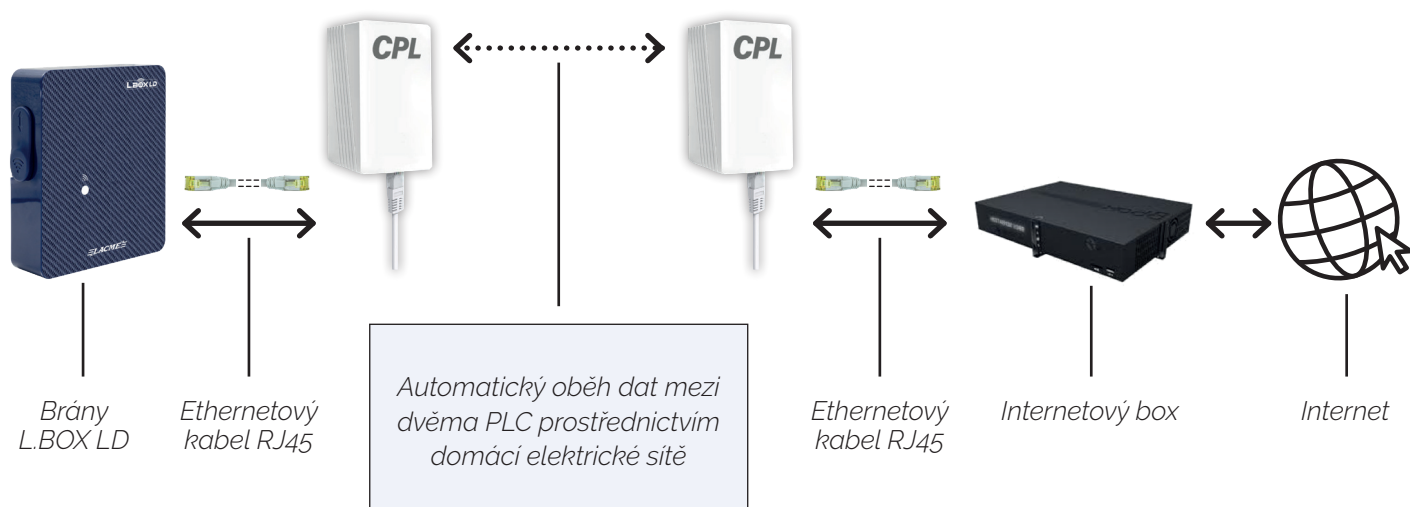 CPL
CPL
L.BOX LD
LACME
Automatický oběh dat mezi
dvěma PLC prostřednictvím
domácí elektrické sítě
Brány
L.BOX LD
Ethernetový
kabel RJ45
Ethernetový
kabel RJ45
Internetový box
Internet